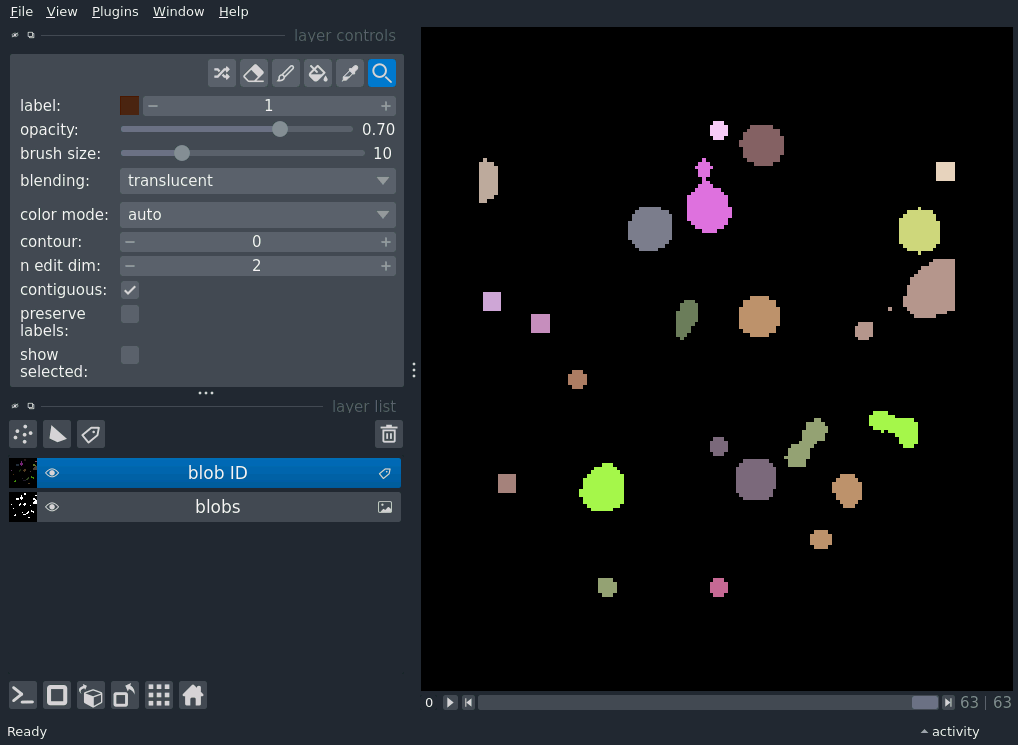 File View Plugins Window Help
layer controls
label: 1
opacity: 0.70
brush size: 10
blending: translucent
color mode: auto
contour: 0
n edit dim: 2
contiguous:
preserve
labels:
show
selected:
layer list
blob ID
blobs
0 63 | 63
Ready activity